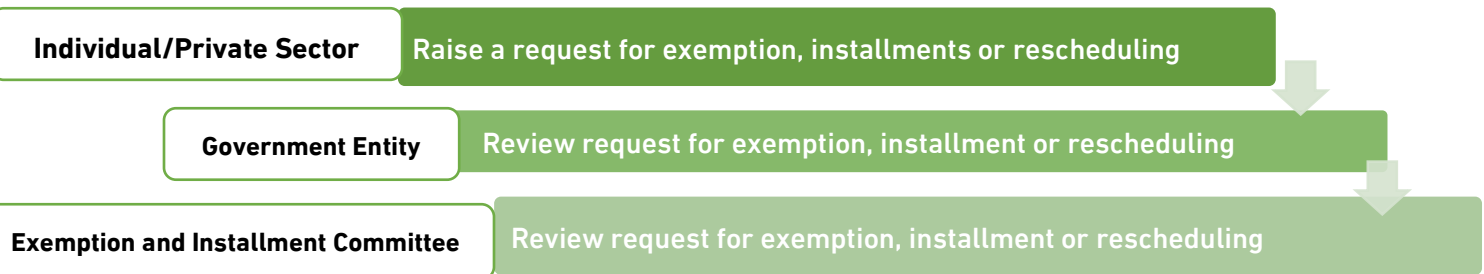 Individual/Private Sector Raise a request for exemption, installments or rescheduling
Government Entity Review request for exemption, installment or rescheduling
Exemption and Installment Committee Review request for exemption, installment or rescheduling